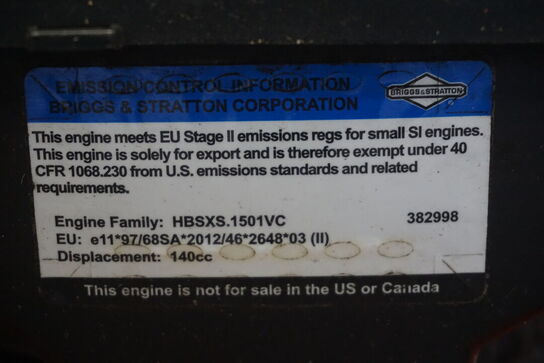 EMISSION CONTROL INFORMATION
BRIGGS & STRATTON CORPORATION
BRIGGS & STRATTON
This engine meets EU Stage II emissions regs for small SI engines.
This engine is solely for export and is therefore exempt under 40
CFR 1068.230 from U.S. emissions standards and related
requirements.
Engine Family: HBSXS.1501VC 382998
EU: e11*97/68SA*2012/46*2648*03 (II)
Displacement: 140cc
This engine is not for sale in the US or Canada